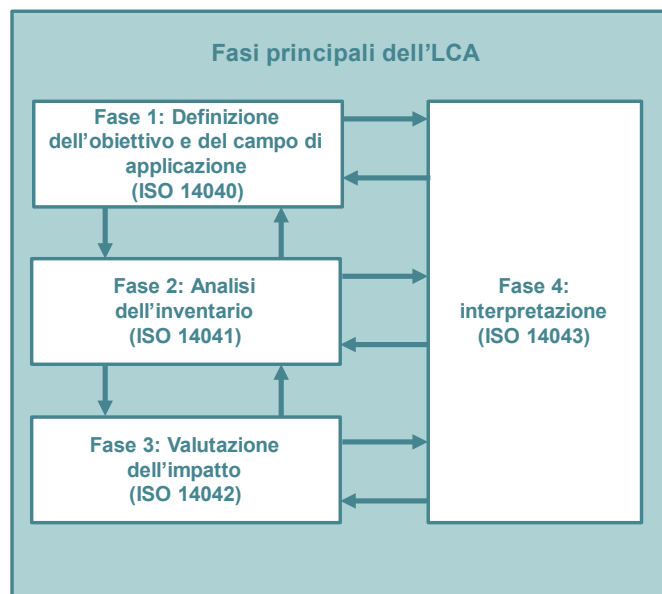 Fasi principali dell'LCA
Fase 1: Definizione
dell'obiettivo e del campo di
applicazione
(ISO 14040)
Fase 2: Analisi
dell'inventario
(ISO 14041)
Fase 3: Valutazione
dell'impatto
(ISO 14042)
Fase 4:
interpretazione
(ISO 14043)